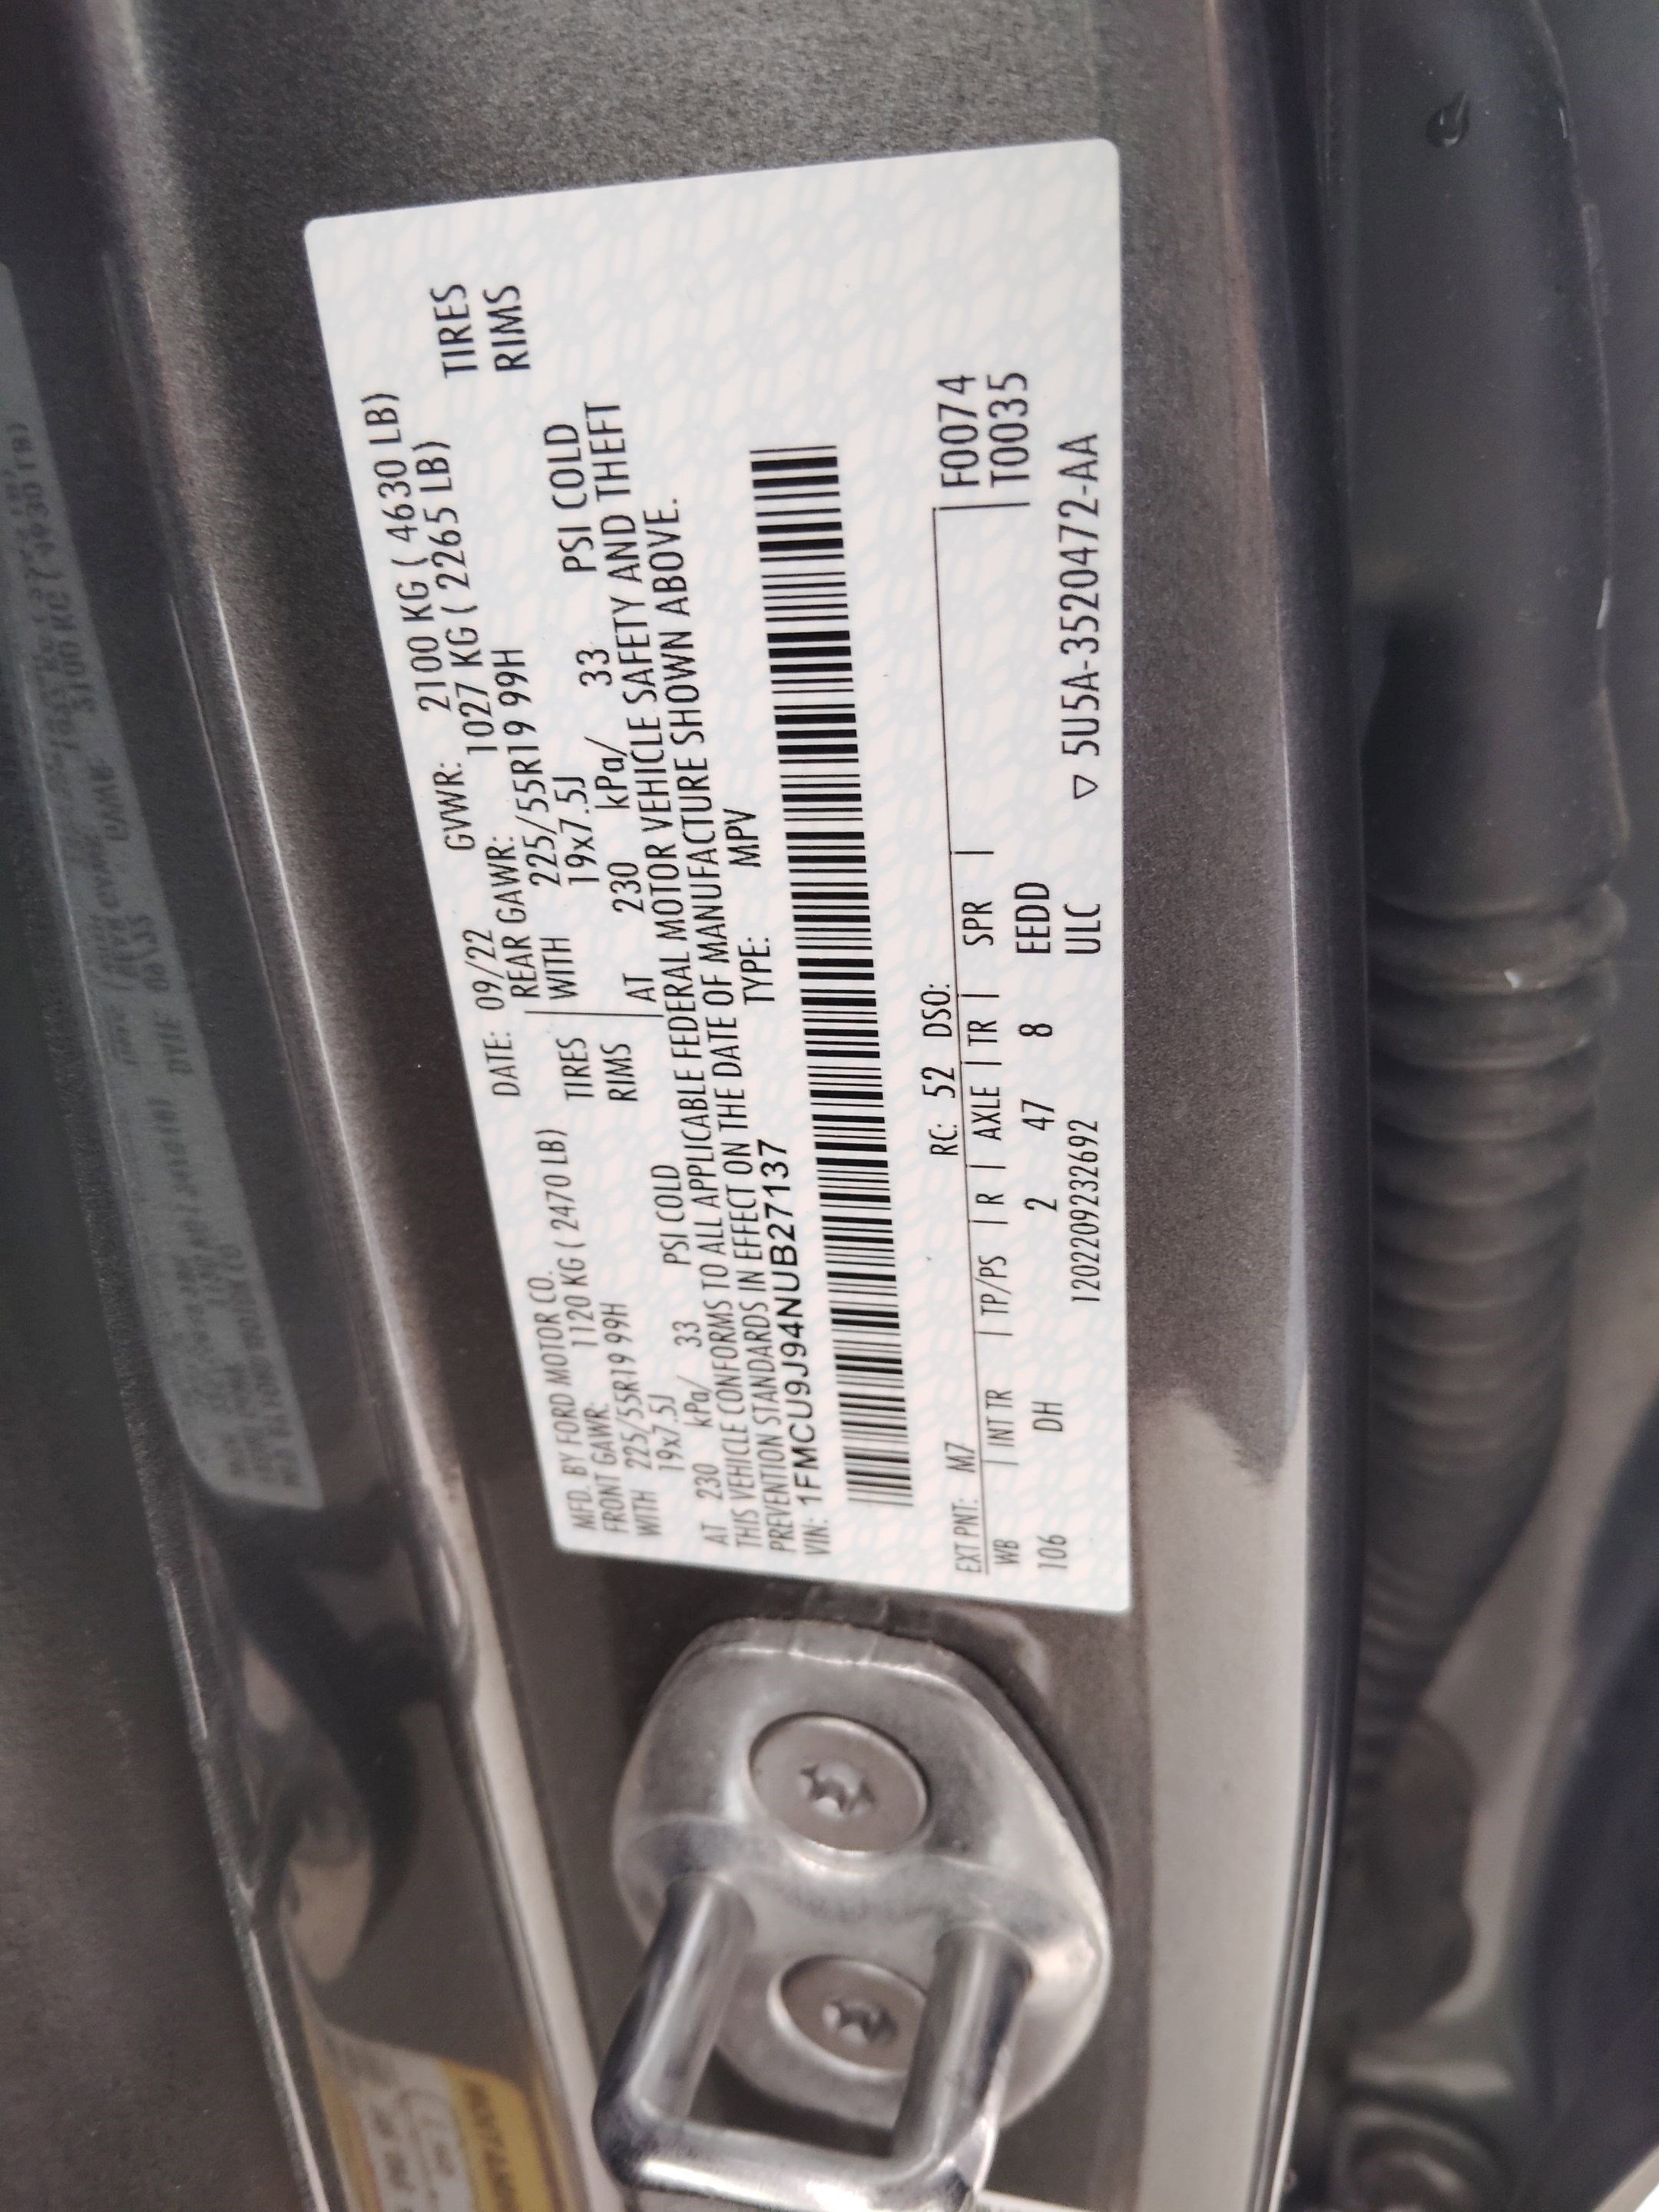 MFD. BY FORD MOTOR CO.
DATE: 09/22 GVWR: 2100 KG ( 4630 LB)
FRONT GAWR: 1120 KG ( 2470 LB) REAR GAWR: 1027 KG ( 2265 LB)
WITH 225/55R19 99H TIRES WITH 225/55R19 99H TIRES
19x7.5J RIMS 19x7.5J RIMS
AT 230 kPa/ 33 PSI COLD AT 230 kPa/ 33 PSI COLD
THIS VEHICLE CONFORMS TO ALL APPLICABLE FEDERAL MOTOR VEHICLE SAFETY AND THEFT
PREVENTION STANDARDS IN EFFECT ON THE DATE OF MANUFACTURE SHOWN ABOVE.
VIN: 1FMCU9J94NUB27137 TYPE: MPV
EXT PNT: M7 RC: 52 DSO: F0074
WB INT TR TP/PS R AXLE TR SPR T0035
106 DH 2 47 8 EEDD
1202209232692 ULC ▽ 5U5A-3520472-AA